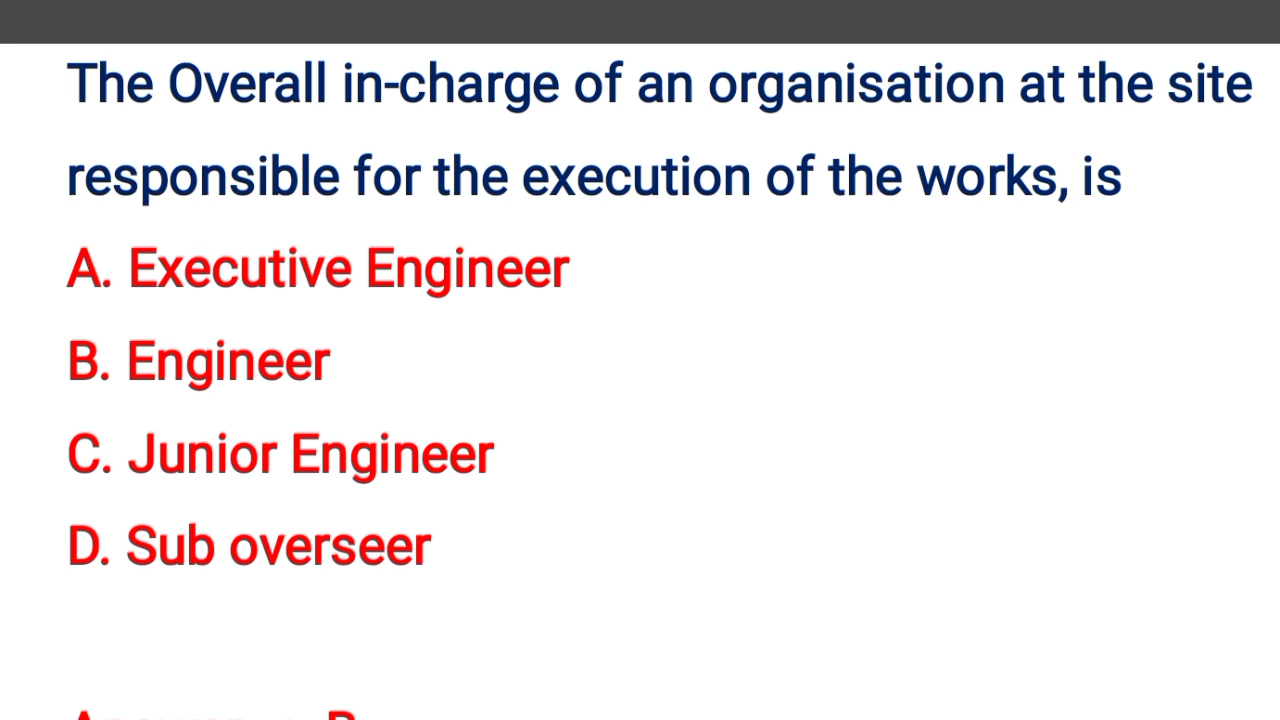 The Overall in-charge of an organisation at the site
responsible for the execution of the works, is
A. Executive Engineer
B. Engineer
C. Junior Engineer
D. Sub overseer